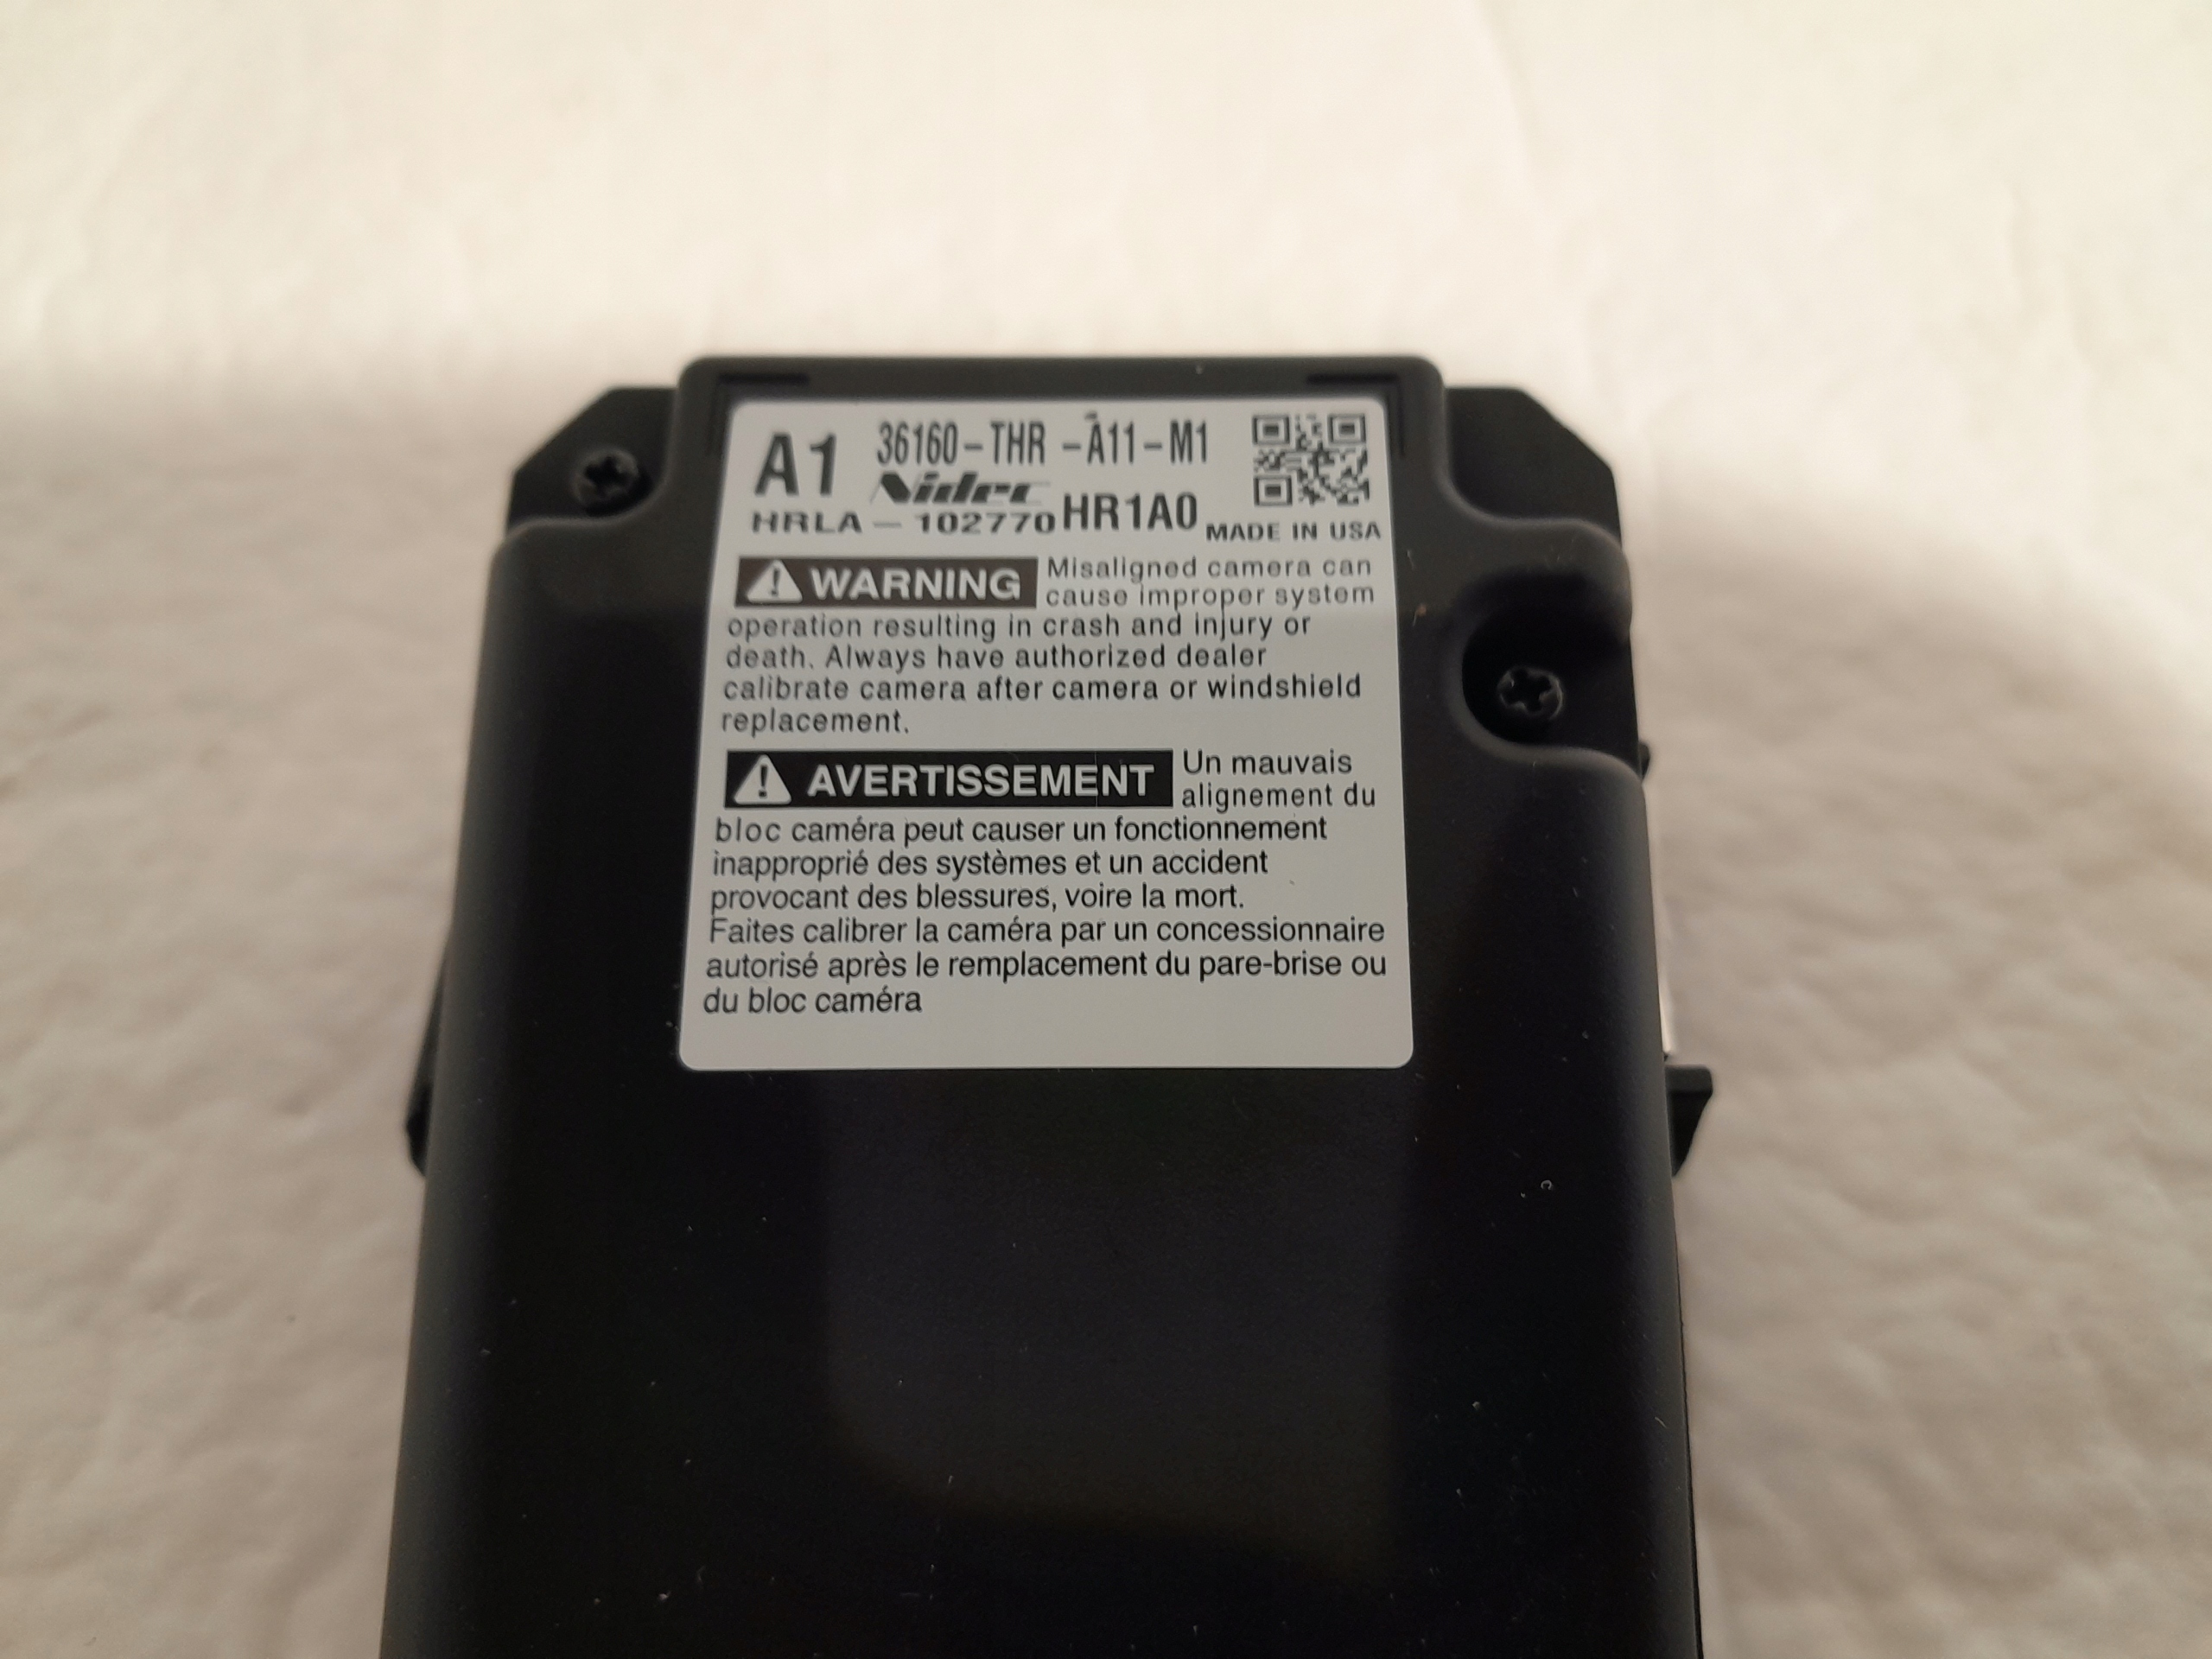 A1 36160-THR -A11-M1
Nidec
HRLA - 102770 HR1A0 MADE IN USA
WARNING Misaligned camera can
cause improper system
operation resulting in crash and injury or
death. Always have authorized dealer
calibrate camera after camera or windshield
replacement.
AVERTISSEMENT Un mauvais
alignement du
bloc caméra peut causer un fonctionnement
inapproprié des systèmes et un accident
provocant des blessures, voire la mort.
Faites calibrer la caméra par un concessionnaire
autorisé après le remplacement du pare-brise ou
du bloc caméra